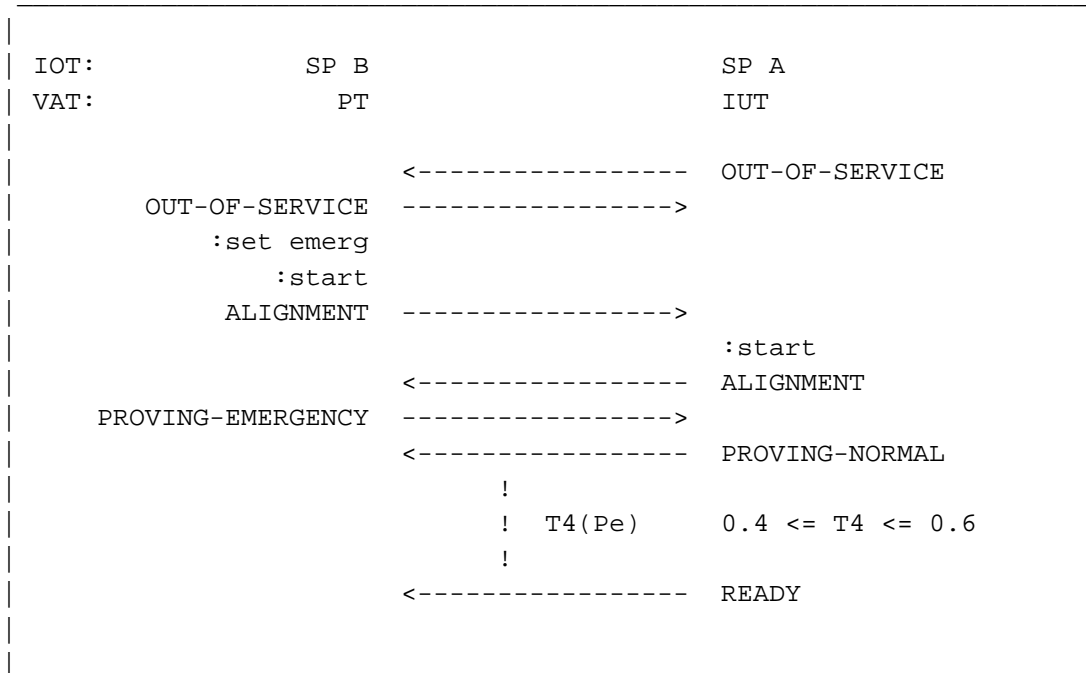 IOT: SP B SP A
VAT: PT IUT
<----------------- OUT-OF-SERVICE
OUT-OF-SERVICE ----------------->
:set emerg
:start
ALIGNMENT ----------------->
:start
<----------------- ALIGNMENT
PROVING-EMERGENCY ----------------->
<----------------- PROVING-NORMAL
!
! T4(Pe) 0.4 <= T4 <= 0.6
!
<----------------- READY